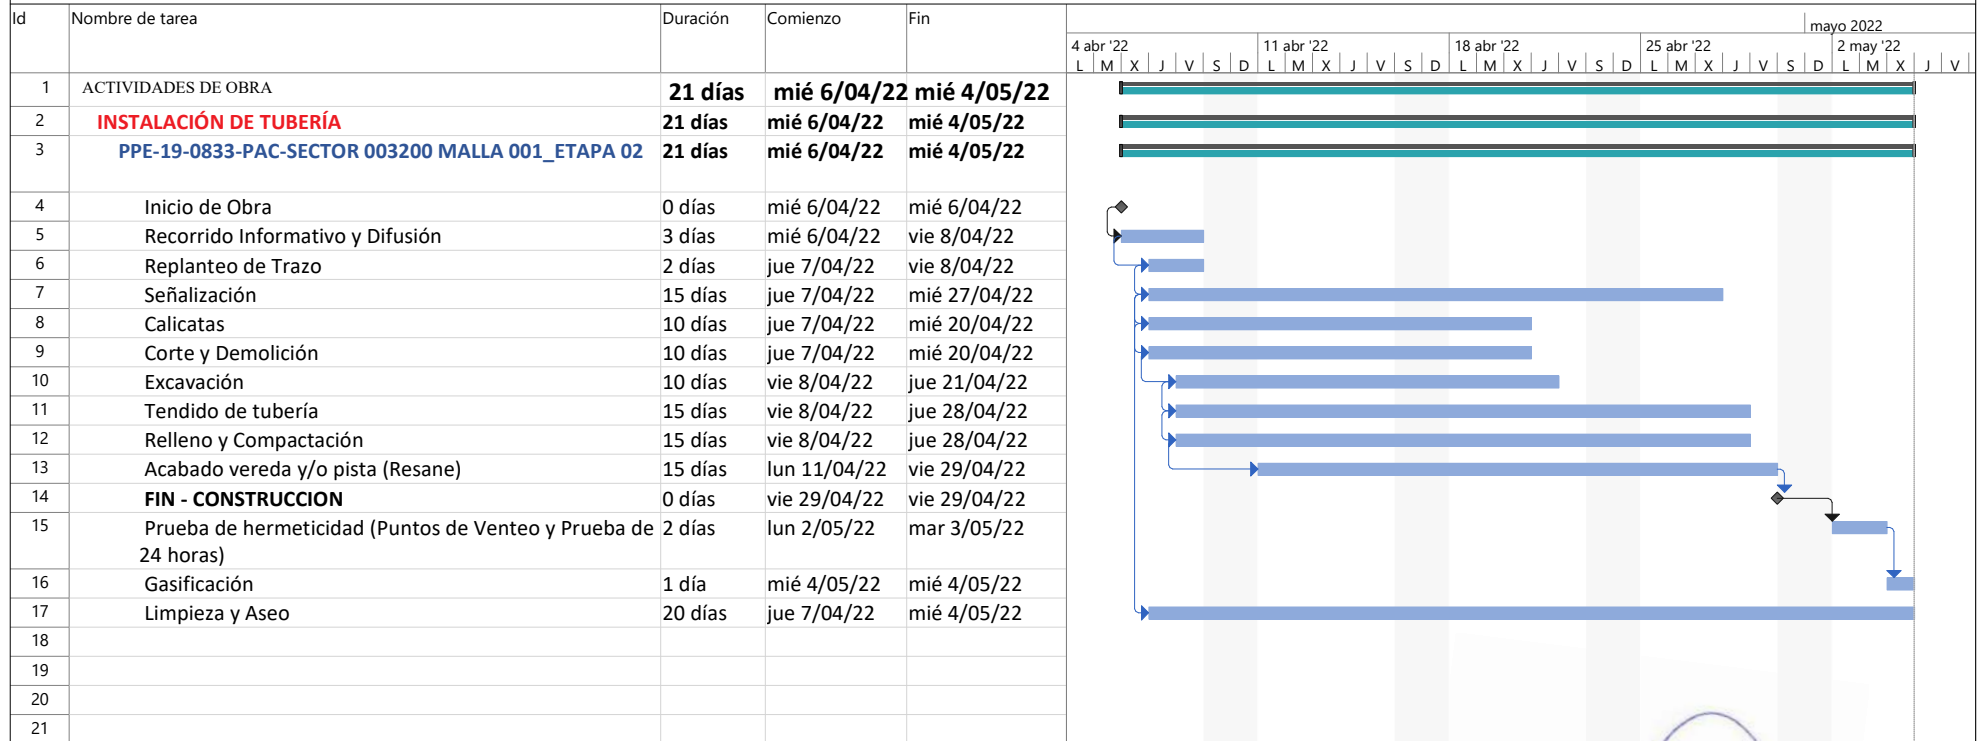 Id Nombre de tarea Duración Comienzo Fin
mayo 2022
4 abr '22 11 abr '22 18 abr '22 25 abr '22 2 may '22
L M X J V S D L M X J V S D L M X J V S D L M X J V S D L M X J V
1 ACTIVIDADES DE OBRA 21 días mié 6/04/22 mié 4/05/22
2 INSTALACIÓN DE TUBERÍA 21 días mié 6/04/22 mié 4/05/22
3 PPE-19-0833-PAC-SECTOR 003200 MALLA 001_ETAPA 02 21 días mié 6/04/22 mié 4/05/22
4 Inicio de Obra 0 días mié 6/04/22 mié 6/04/22
5 Recorrido Informativo y Difusión 3 días mié 6/04/22 vie 8/04/22
6 Replanteo de Trazo 2 días jue 7/04/22 vie 8/04/22
7 Señalización 15 días jue 7/04/22 mié 27/04/22
8 Calicatas 10 días jue 7/04/22 mié 20/04/22
9 Corte y Demolición 10 días jue 7/04/22 mié 20/04/22
10 Excavación 10 días vie 8/04/22 jue 21/04/22
11 Tendido de tubería 15 días vie 8/04/22 jue 28/04/22
12 Relleno y Compactación 15 días vie 8/04/22 jue 28/04/22
13 Acabado vereda y/o pista (Resane) 15 días lun 11/04/22 vie 29/04/22
14 FIN - CONSTRUCCION 0 días vie 29/04/22 vie 29/04/22
15 Prueba de hermeticidad (Puntos de Venteo y Prueba de 2 días lun 2/05/22 mar 3/05/22
24 horas)
16 Gasificación 1 día mié 4/05/22 mié 4/05/22
17 Limpieza y Aseo 20 días jue 7/04/22 mié 4/05/22
18
19
20
21